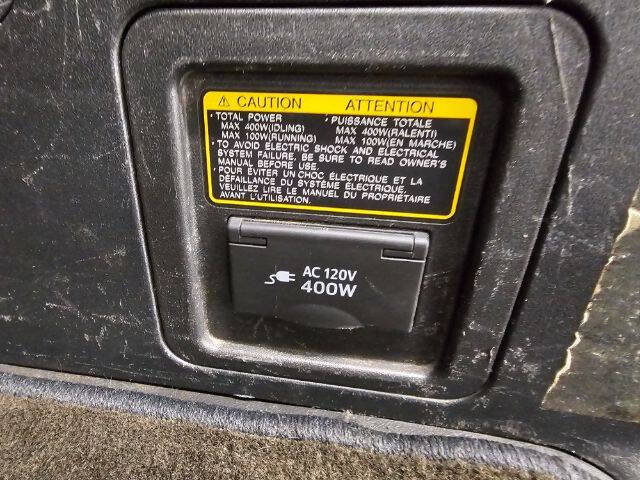 ⚠ CAUTION ATTENTION
· TOTAL POWER · PUISSANCE TOTALE
MAX 400W(IDLING) MAX 400W(RALENTI)
MAX 100W(RUNNING) MAX 100W(EN MARCHE)
· TO AVOID ELECTRIC SHOCK AND ELECTRICAL
SYSTEM FAILURE, BE SURE TO READ OWNER'S
MANUAL BEFORE USE.
· POUR ÉVITER UN CHOC ÉLECTRIQUE ET LA
DÉFAILLANCE DU SYSTÈME ÉLECTRIQUE,
VEUILLEZ LIRE LE MANUEL DU PROPRIÉTAIRE
AVANT L'UTILISATION.
AC 120V
400W